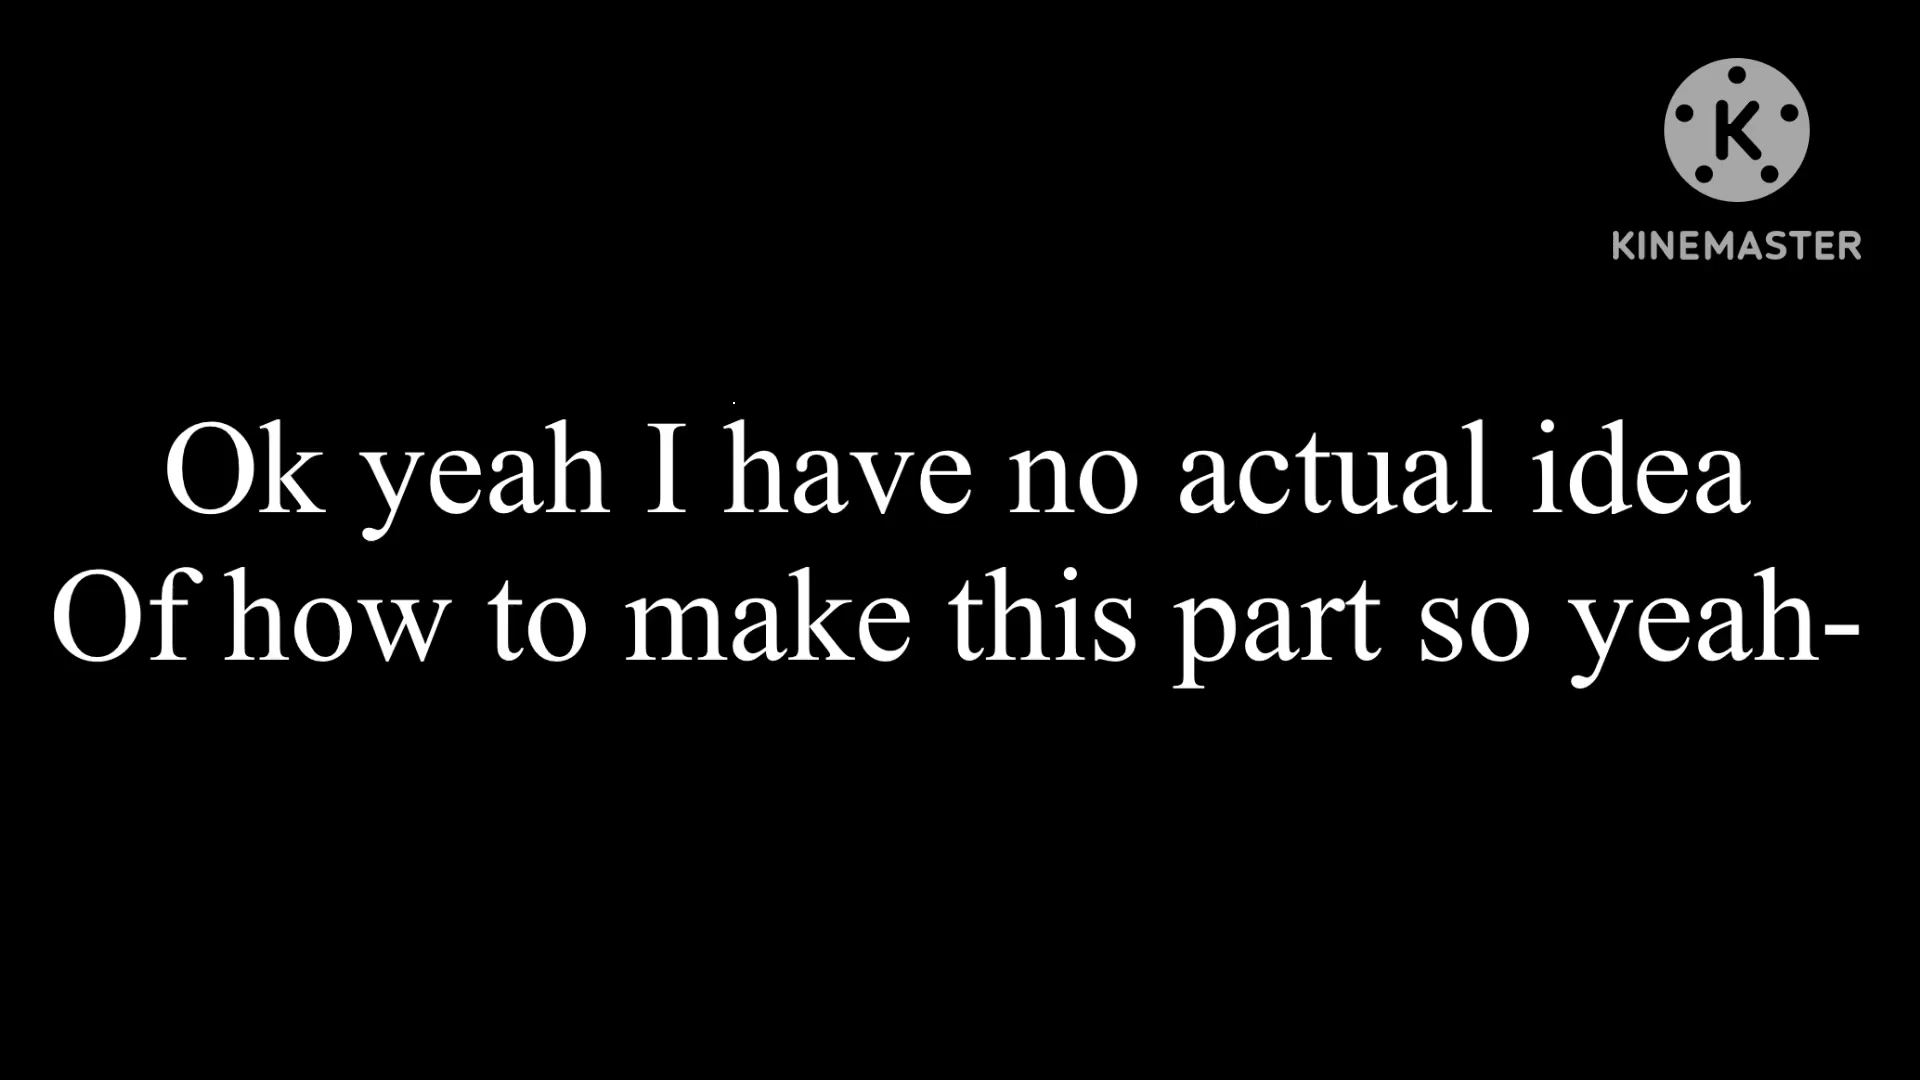 K
KINEMASTER
Ok yeah I have no actual idea
Of how to make this part so yeah-